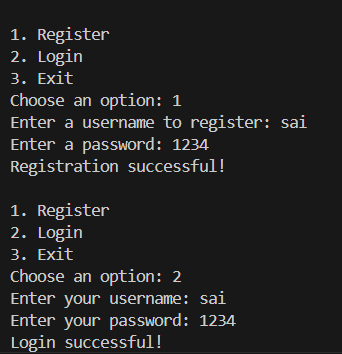 1. Register
2. Login
3. Exit
Choose an option: 1
Enter a username to register: sai
Enter a password: 1234
Registration successful!
1. Register
2. Login
3. Exit
Choose an option: 2
Enter your username: sai
Enter your password: 1234
Login successful!